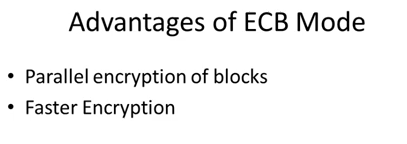 Advantages of ECB Mode
• Parallel encryption of blocks
• Faster Encryption